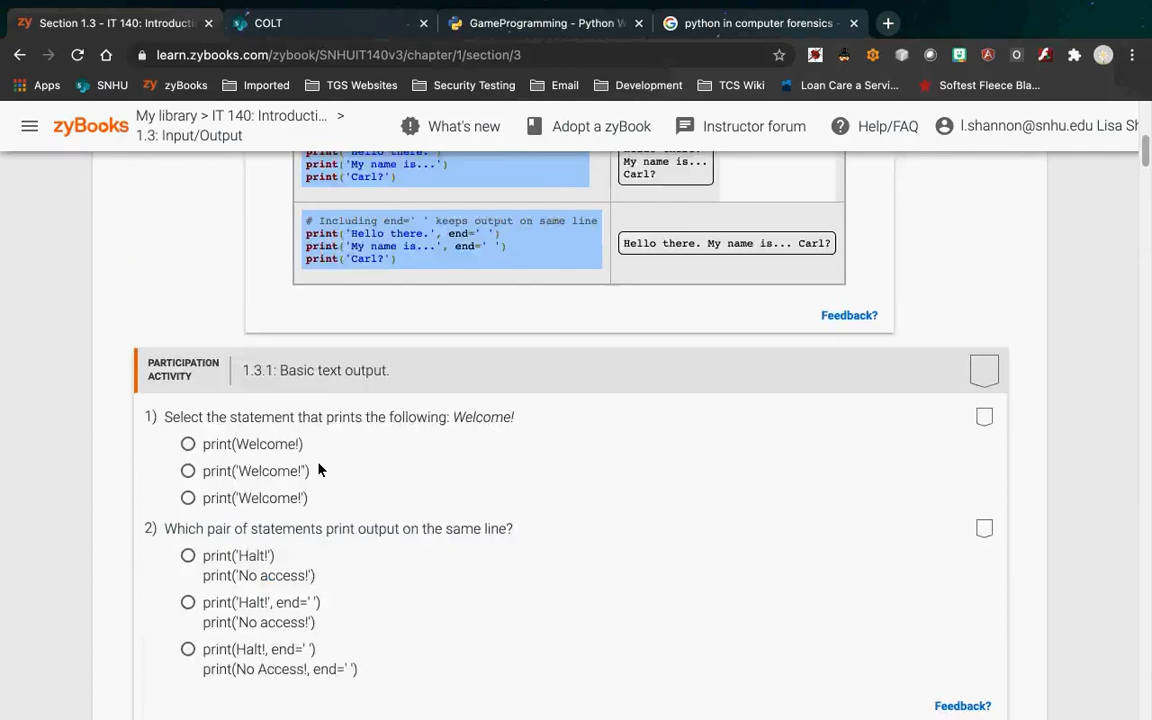 Section 1.3 - IT 140: Introducti
COLT
GameProgramming - Python W
python in computer forensics
learn.zybooks.com/zybook/SNHUIT140v3/chapter/1/section/3
Apps
SNHU
zyBooks
Imported
TGS Websites
Security Testing
Email
Development
TCS Wiki
Loan Care a Servi...
Softest Fleece Bla...
zyBooks
My library > IT 140: Introducti... >
1.3: Input/Output
What's new
Adopt a zyBook
Instructor forum
Help/FAQ
l.shannon@snhu.edu Lisa Sh
print('Hello there.')
print('My name is...')
print('Carl?')
My name is...
Carl?
# Including end=' ' keeps output on same line
print('Hello there.', end=' ')
print('My name is...', end=' ')
print('Carl?')
Hello there. My name is... Carl?
Feedback?
PARTICIPATION
ACTIVITY
1.3.1: Basic text output.
1) Select the statement that prints the following: Welcome!
print(Welcome!)
print('Welcome!")
print('Welcome!')
2) Which pair of statements print output on the same line?
print('Halt!')
print('No access!')
print('Halt!', end=' ')
print('No access!')
print(Halt!, end=' ')
print(No Access!, end=' ')
Feedback?